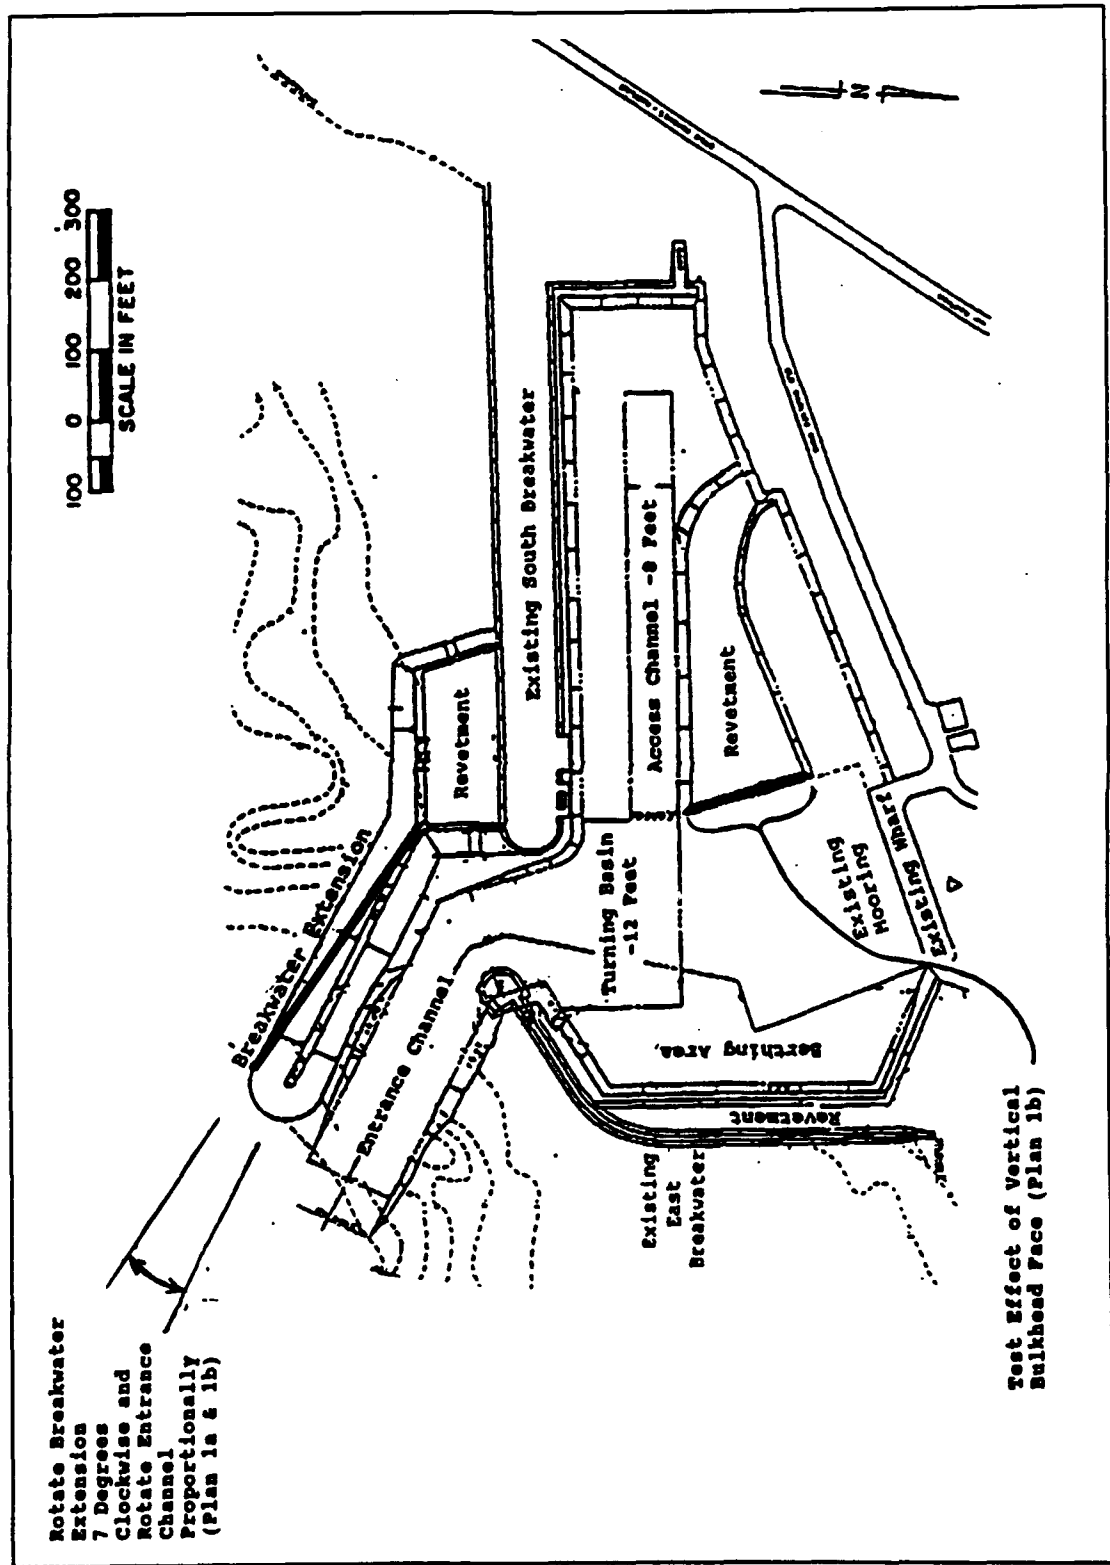 Rotate Breakwater
Extension
7 Degrees
Clockwise and
Rotate Entrance
Channel
Proportionally
(Plan 1a & 1b)
100 0 100 200 300
SCALE IN FEET
N
Breakwater Extension
Entrance Channel
Revetment
Existing South Breakwater
Turning Basin
-12 Feet
Access Channel -8 Feet
Revetment
Existing
Mooring
Existing Wharf
Berthing Area
Revetment
Existing
East
Breakwater
Test Effect of Vertical
Bulkhead Face (Plan 1b)